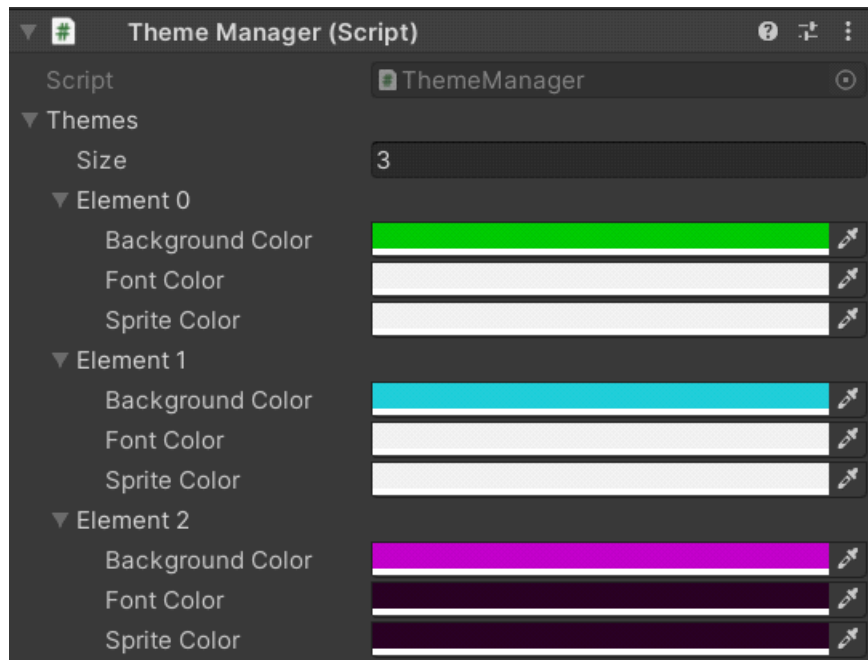 Theme Manager (Script)
Script ThemeManager
Themes
Size 3
Element 0
Background Color
Font Color
Sprite Color
Element 1
Background Color
Font Color
Sprite Color
Element 2
Background Color
Font Color
Sprite Color